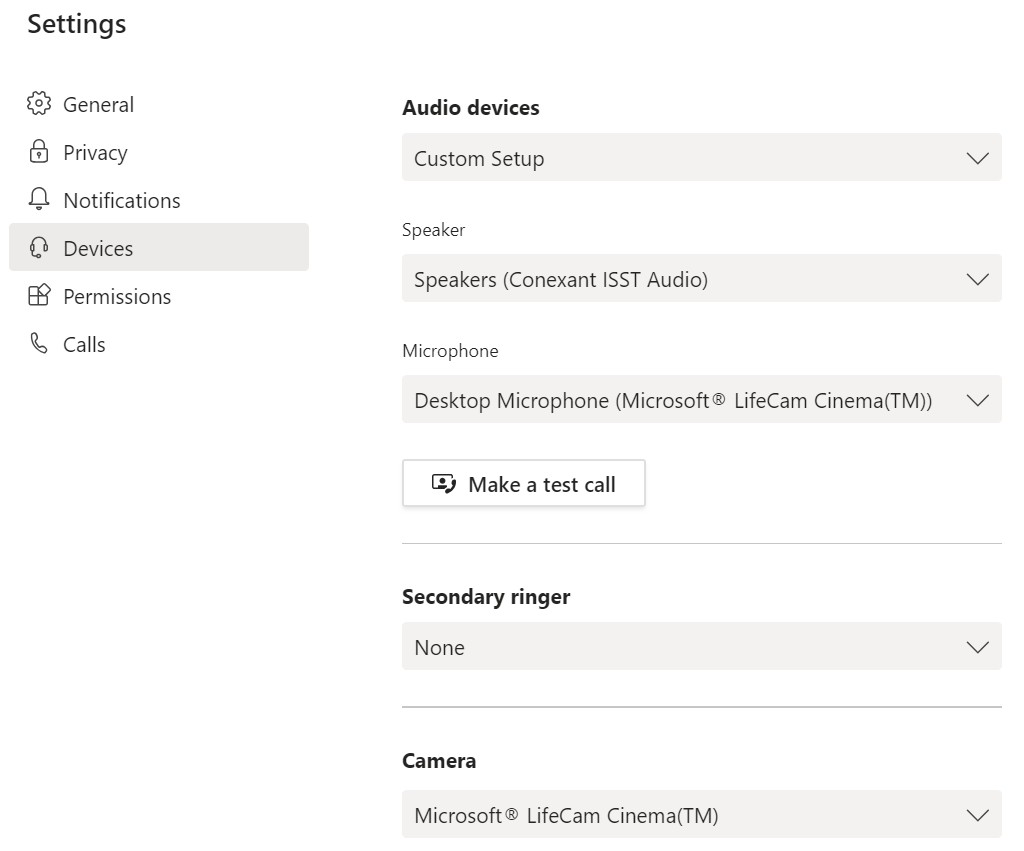 Settings
General
Privacy
Notifications
Devices
Permissions
Calls
Audio devices
Custom Setup
Speaker
Speakers (Conexant ISST Audio)
Microphone
Desktop Microphone (Microsoft® LifeCam Cinema(TM))
Make a test call
Secondary ringer
None
Camera
Microsoft® LifeCam Cinema(TM)